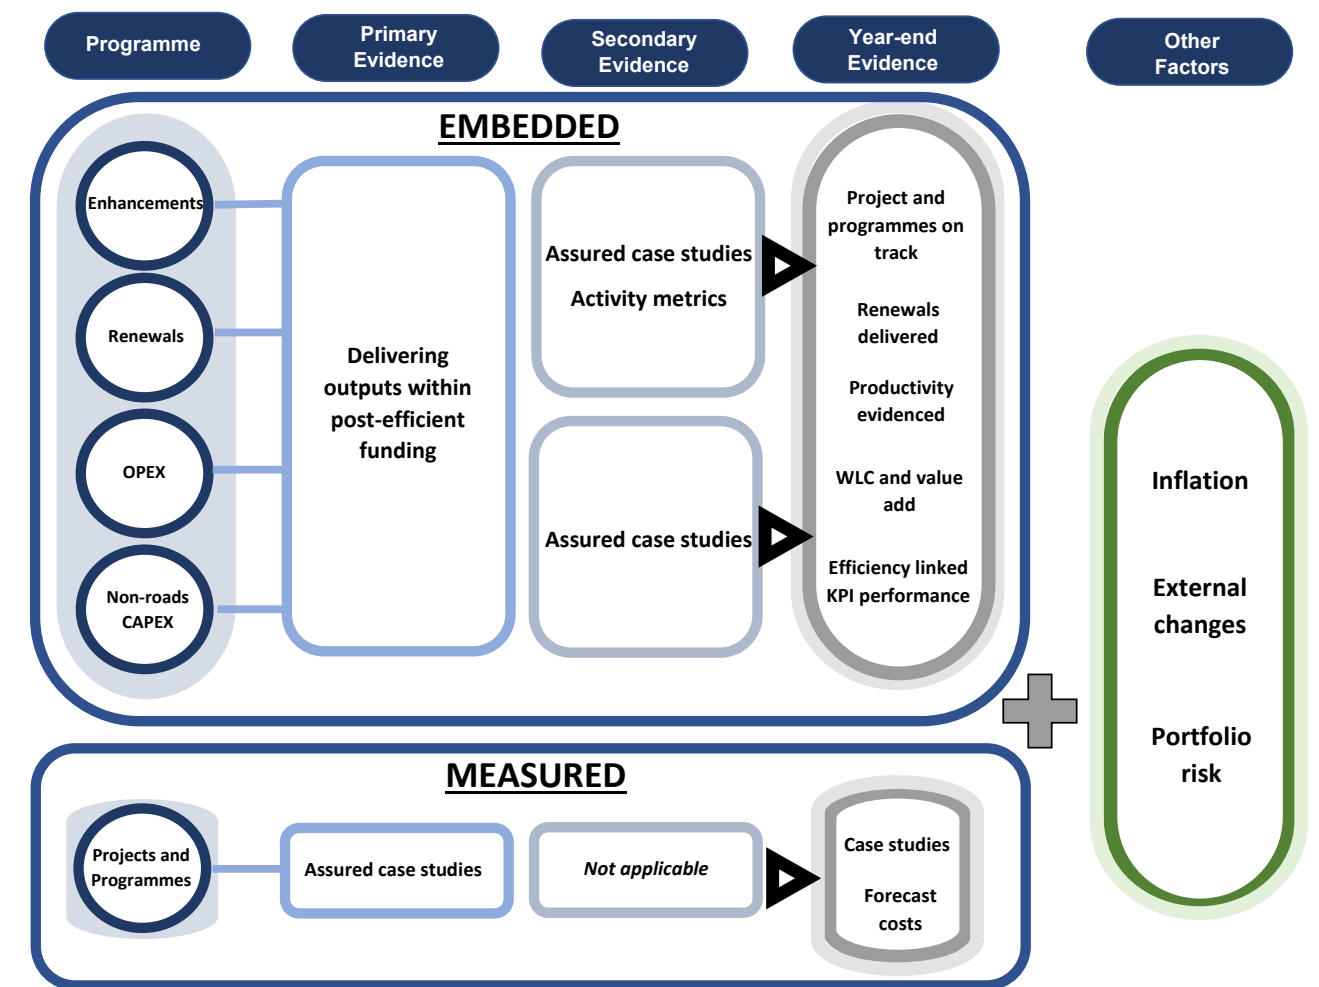 Programme
Primary
Evidence
Secondary
Evidence
Year-end
Evidence
Other
Factors
EMBEDDED
Enhancements
Renewals
OPEX
Non-roads
CAPEX
Delivering
outputs within
post-efficient
funding
Assured case studies
Activity metrics
Assured case studies
Project and
programmes on
track
Renewals
delivered
Productivity
evidenced
WLC and value
add
Efficiency linked
KPI performance
MEASURED
Projects and
Programmes
Assured case studies
Not applicable
Case studies
Forecast
costs
Inflation
External
changes
Portfolio
risk